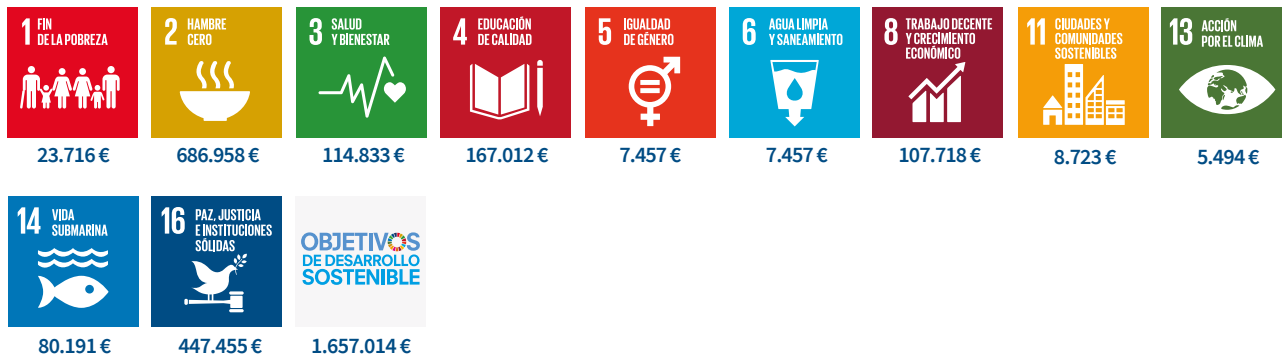 1 FIN
DE LA POBREZA
23.716 €
2 HAMBRE
CERO
686.958 €
3 SALUD
Y BIENESTAR
114.833 €
4 EDUCACIÓN
DE CALIDAD
167.012 €
5 IGUALDAD
DE GÉNERO
7.457 €
6 AGUA LIMPIA
Y SANEAMIENTO
7.457 €
8 TRABAJO DECENTE
Y CRECIMIENTO
ECONÓMICO
107.718 €
11 CIUDADES Y
COMUNIDADES
SOSTENIBLES
8.723 €
13 ACCIÓN
POR EL CLIMA
5.494 €
14 VIDA
SUBMARINA
80.191 €
16 PAZ, JUSTICIA
E INSTITUCIONES
SÓLIDAS
447.455 €
OBJETIVOS
DE DESARROLLO
SOSTENIBLE
1.657.014 €